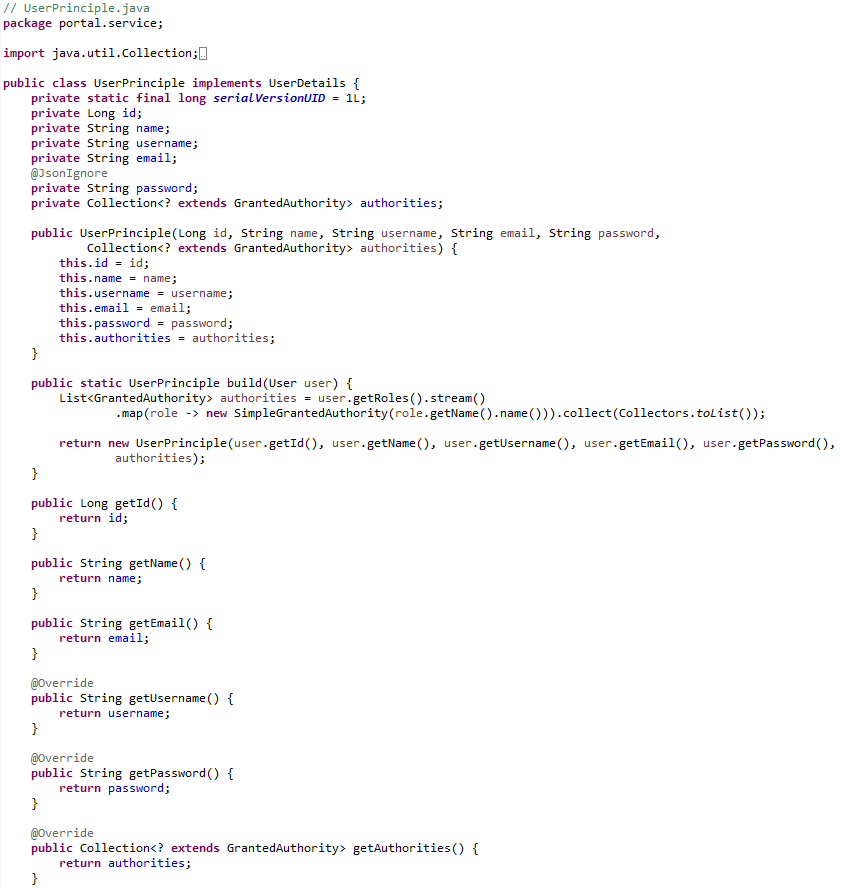 // UserPrinciple.java
package portal.service;

import java.util.Collection;

public class UserPrinciple implements UserDetails {
    private static final long serialVersionUID = 1L;
    private Long id;
    private String name;
    private String username;
    private String email;
    @JsonIgnore
    private String password;
    private Collection<? extends GrantedAuthority> authorities;

    public UserPrinciple(Long id, String name, String username, String email, String password,
            Collection<? extends GrantedAuthority> authorities) {
        this.id = id;
        this.name = name;
        this.username = username;
        this.email = email;
        this.password = password;
        this.authorities = authorities;
    }

    public static UserPrinciple build(User user) {
        List<GrantedAuthority> authorities = user.getRoles().stream()
                .map(role -> new SimpleGrantedAuthority(role.getName().name())).collect(Collectors.toList());

        return new UserPrinciple(user.getId(), user.getName(), user.getUsername(), user.getEmail(), user.getPassword(),
                authorities);
    }

    public Long getId() {
        return id;
    }

    public String getName() {
        return name;
    }

    public String getEmail() {
        return email;
    }

    @Override
    public String getUsername() {
        return username;
    }

    @Override
    public String getPassword() {
        return password;
    }

    @Override
    public Collection<? extends GrantedAuthority> getAuthorities() {
        return authorities;
    }